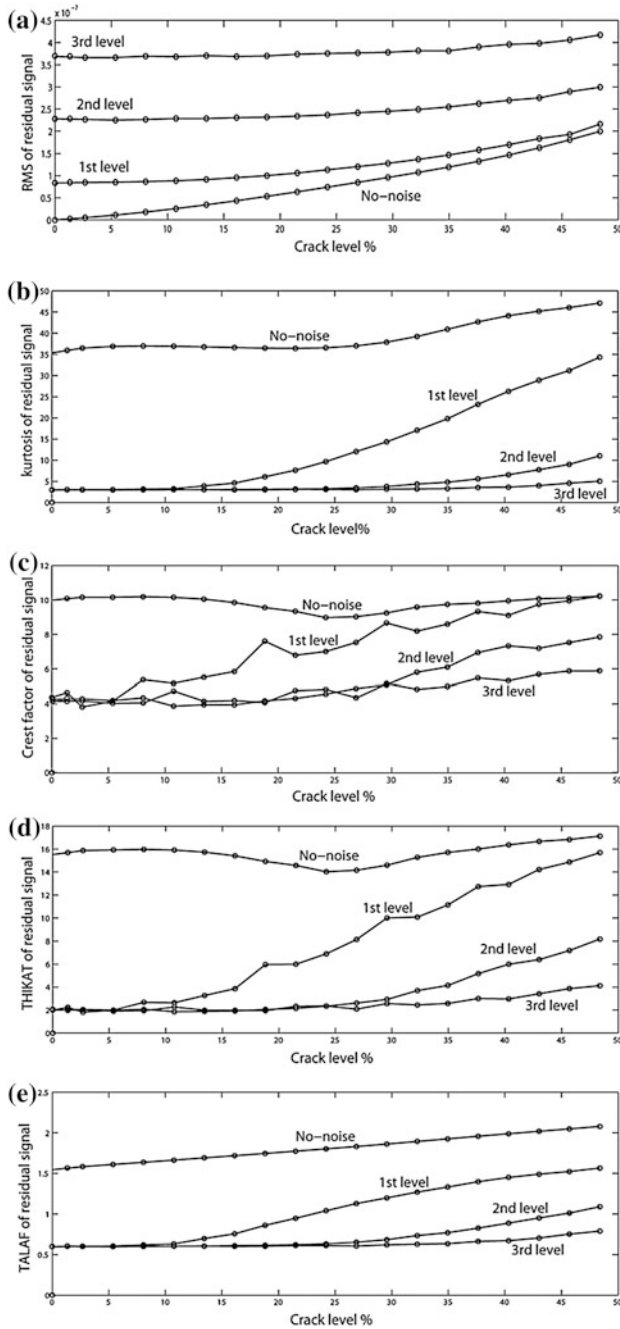 (a)
× 10⁻⁷
4.5
4
3.5
3
2.5
2
1.5
1
0.5
0
3rd level
2nd level
1st level
No-noise
RMS of residual signal
0 5 10 15 20 25 30 35 40 45 50
Crack level %
(b)
50
45
40
35
30
25
20
15
10
5
0
No-noise
1st level
2nd level
3rd level
kurtosis of residual signal
0 5 10 15 20 25 30 35 40 45 50
Crack level%
(c)
12
10
8
6
4
2
0
No-noise
1st level
2nd level
3rd level
Crest factor of residual signal
0 5 10 15 20 25 30 35 40 45 50
Crack level %
(d)
18
16
14
12
10
8
6
4
2
0
No-noise
1st level
2nd level
3rd level
THIKAT of residual signal
0 5 10 15 20 25 30 35 40 45 50
Crack level %
(e)
2.5
2
1.5
1
0.5
0
No-noise
1st level
2nd level
3rd level
TALAF of residual signal
0 5 10 15 20 25 30 35 40 45 50
Crack level %